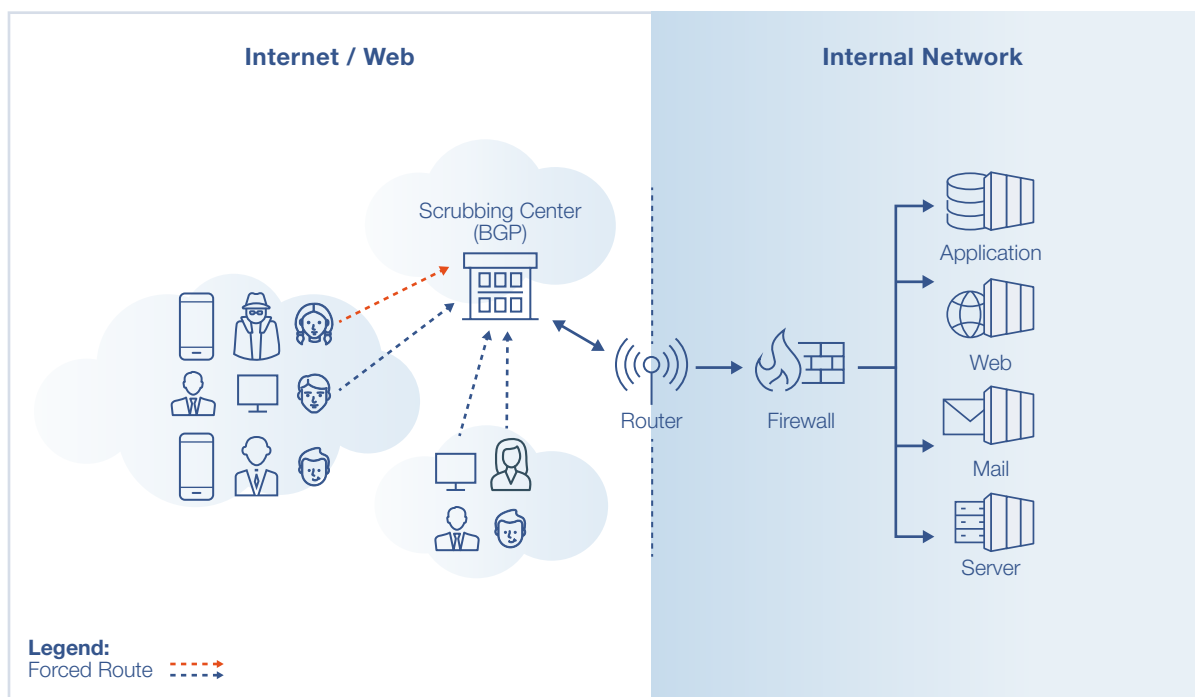 Internet / Web
Internal Network
Scrubbing Center
(BGP)
Application
Web
Router
Firewall
Mail
Server
Legend:
Forced Route